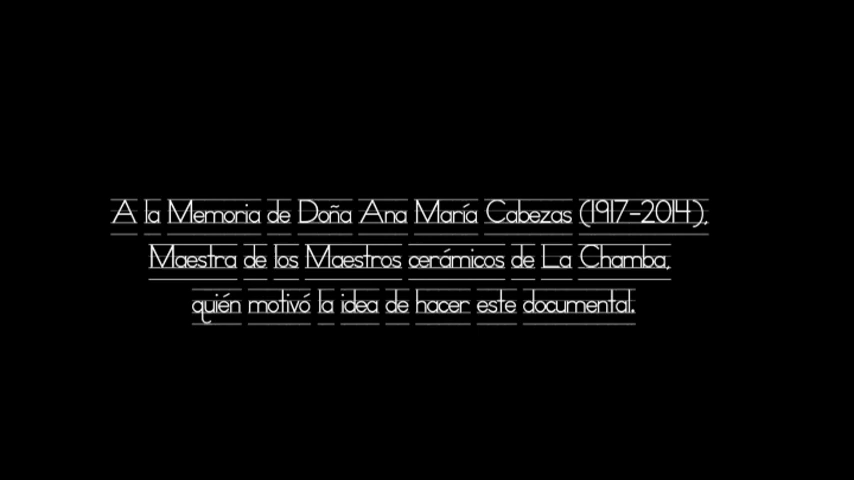 A la Memoria de Doña Ana María Cabezas (1917-2014),
Maestra de los Maestros cerámicos de La Chamba,
quién motivó la idea de hacer este documental.